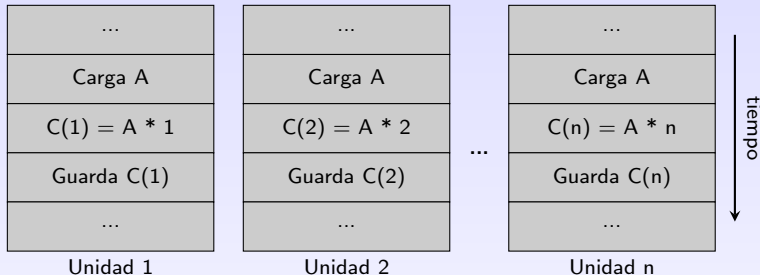 ...
Carga A
C(1) = A * 1
Guarda C(1)
...
Unidad 1
...
Carga A
C(2) = A * 2
Guarda C(2)
...
Unidad 2
...
...
Carga A
C(n) = A * n
Guarda C(n)
...
Unidad n
tiempo